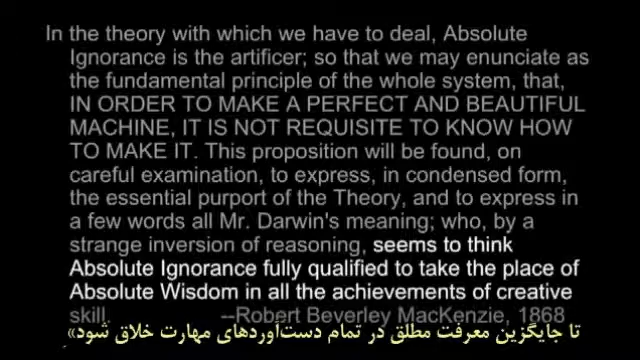 In the theory with which we have to deal, Absolute
Ignorance is the artificer; so that we may enunciate as
the fundamental principle of the whole system, that,
IN ORDER TO MAKE A PERFECT AND BEAUTIFUL
MACHINE, IT IS NOT REQUISITE TO KNOW HOW
TO MAKE IT. This proposition will be found, on
careful examination, to express, in condensed form,
the essential purport of the Theory, and to express in
a few words all Mr. Darwin's meaning; who, by a
strange inversion of reasoning, seems to think
Absolute Ignorance fully qualified to take the place of
Absolute Wisdom in all the achievements of creative
skill. --Robert Beverley MacKenzie, 1868
تا جایگزین معرفت مطلق در تمام دست‌آوردهای مهارت خلاق شود»